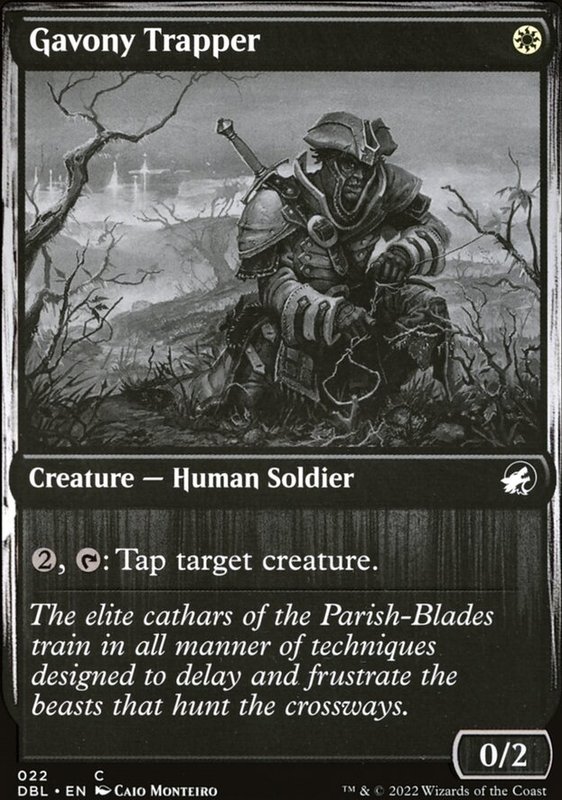 Gavony Trapper
Creature — Human Soldier
2, : Tap target creature.
The elite cathars of the Parish-Blades
train in all manner of techniques
designed to delay and frustrate the
beasts that hunt the crossways.
0/2
022 C
DBL • EN Caio Monteiro
™ & © 2022 Wizards of the Coast